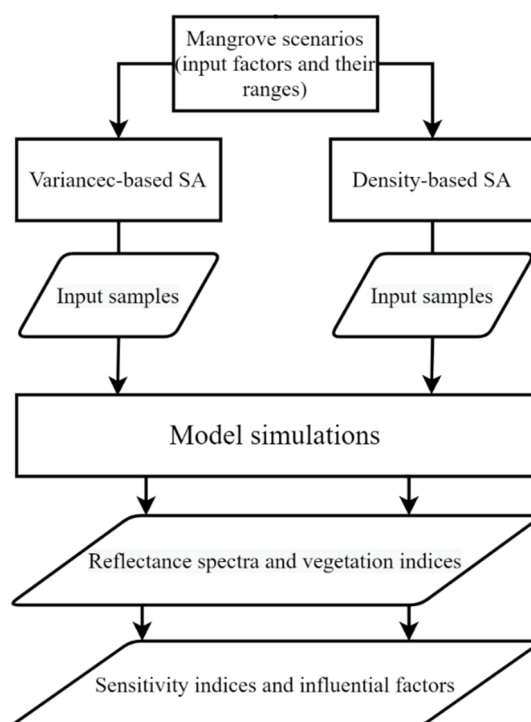 Mangrove scenarios
(input factors and their
ranges)
Variancec-based SA
Density-based SA
Input samples
Input samples
Model simulations
Reflectance spectra and vegetation indices
Sensitivity indices and influential factors